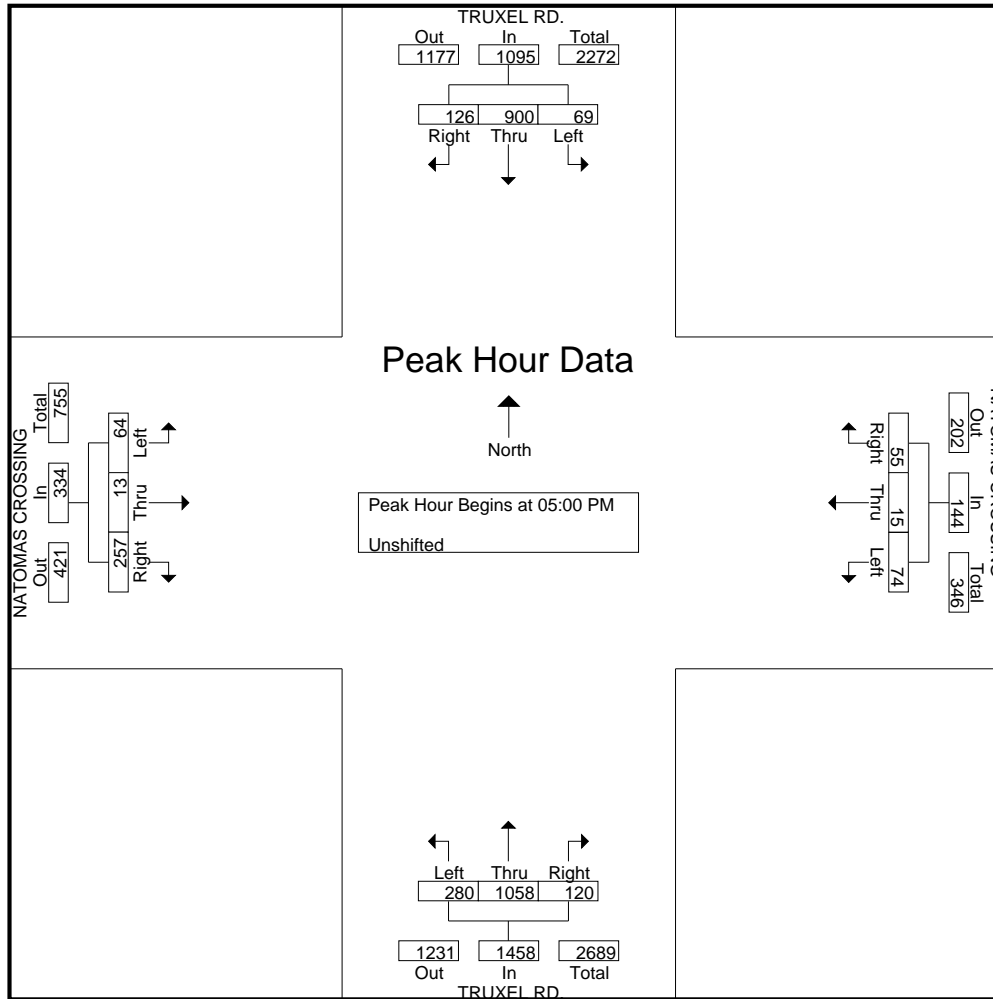 TRUXEL RD.
Out In Total
1177 1095 2272
126 900 69
Right Thru Left
Peak Hour Data
North
Peak Hour Begins at 05:00 PM
Unshifted
NATOMAS CROSSING
Total In Out
755 334 421
64 13 257
Left Thru Right
Out In Total
202 144 346
Right Thru Left
55 15 74
CROSSING
Left Thru Right
280 1058 120
1231 1458 2689
Out In Total
TRUXEL RD.